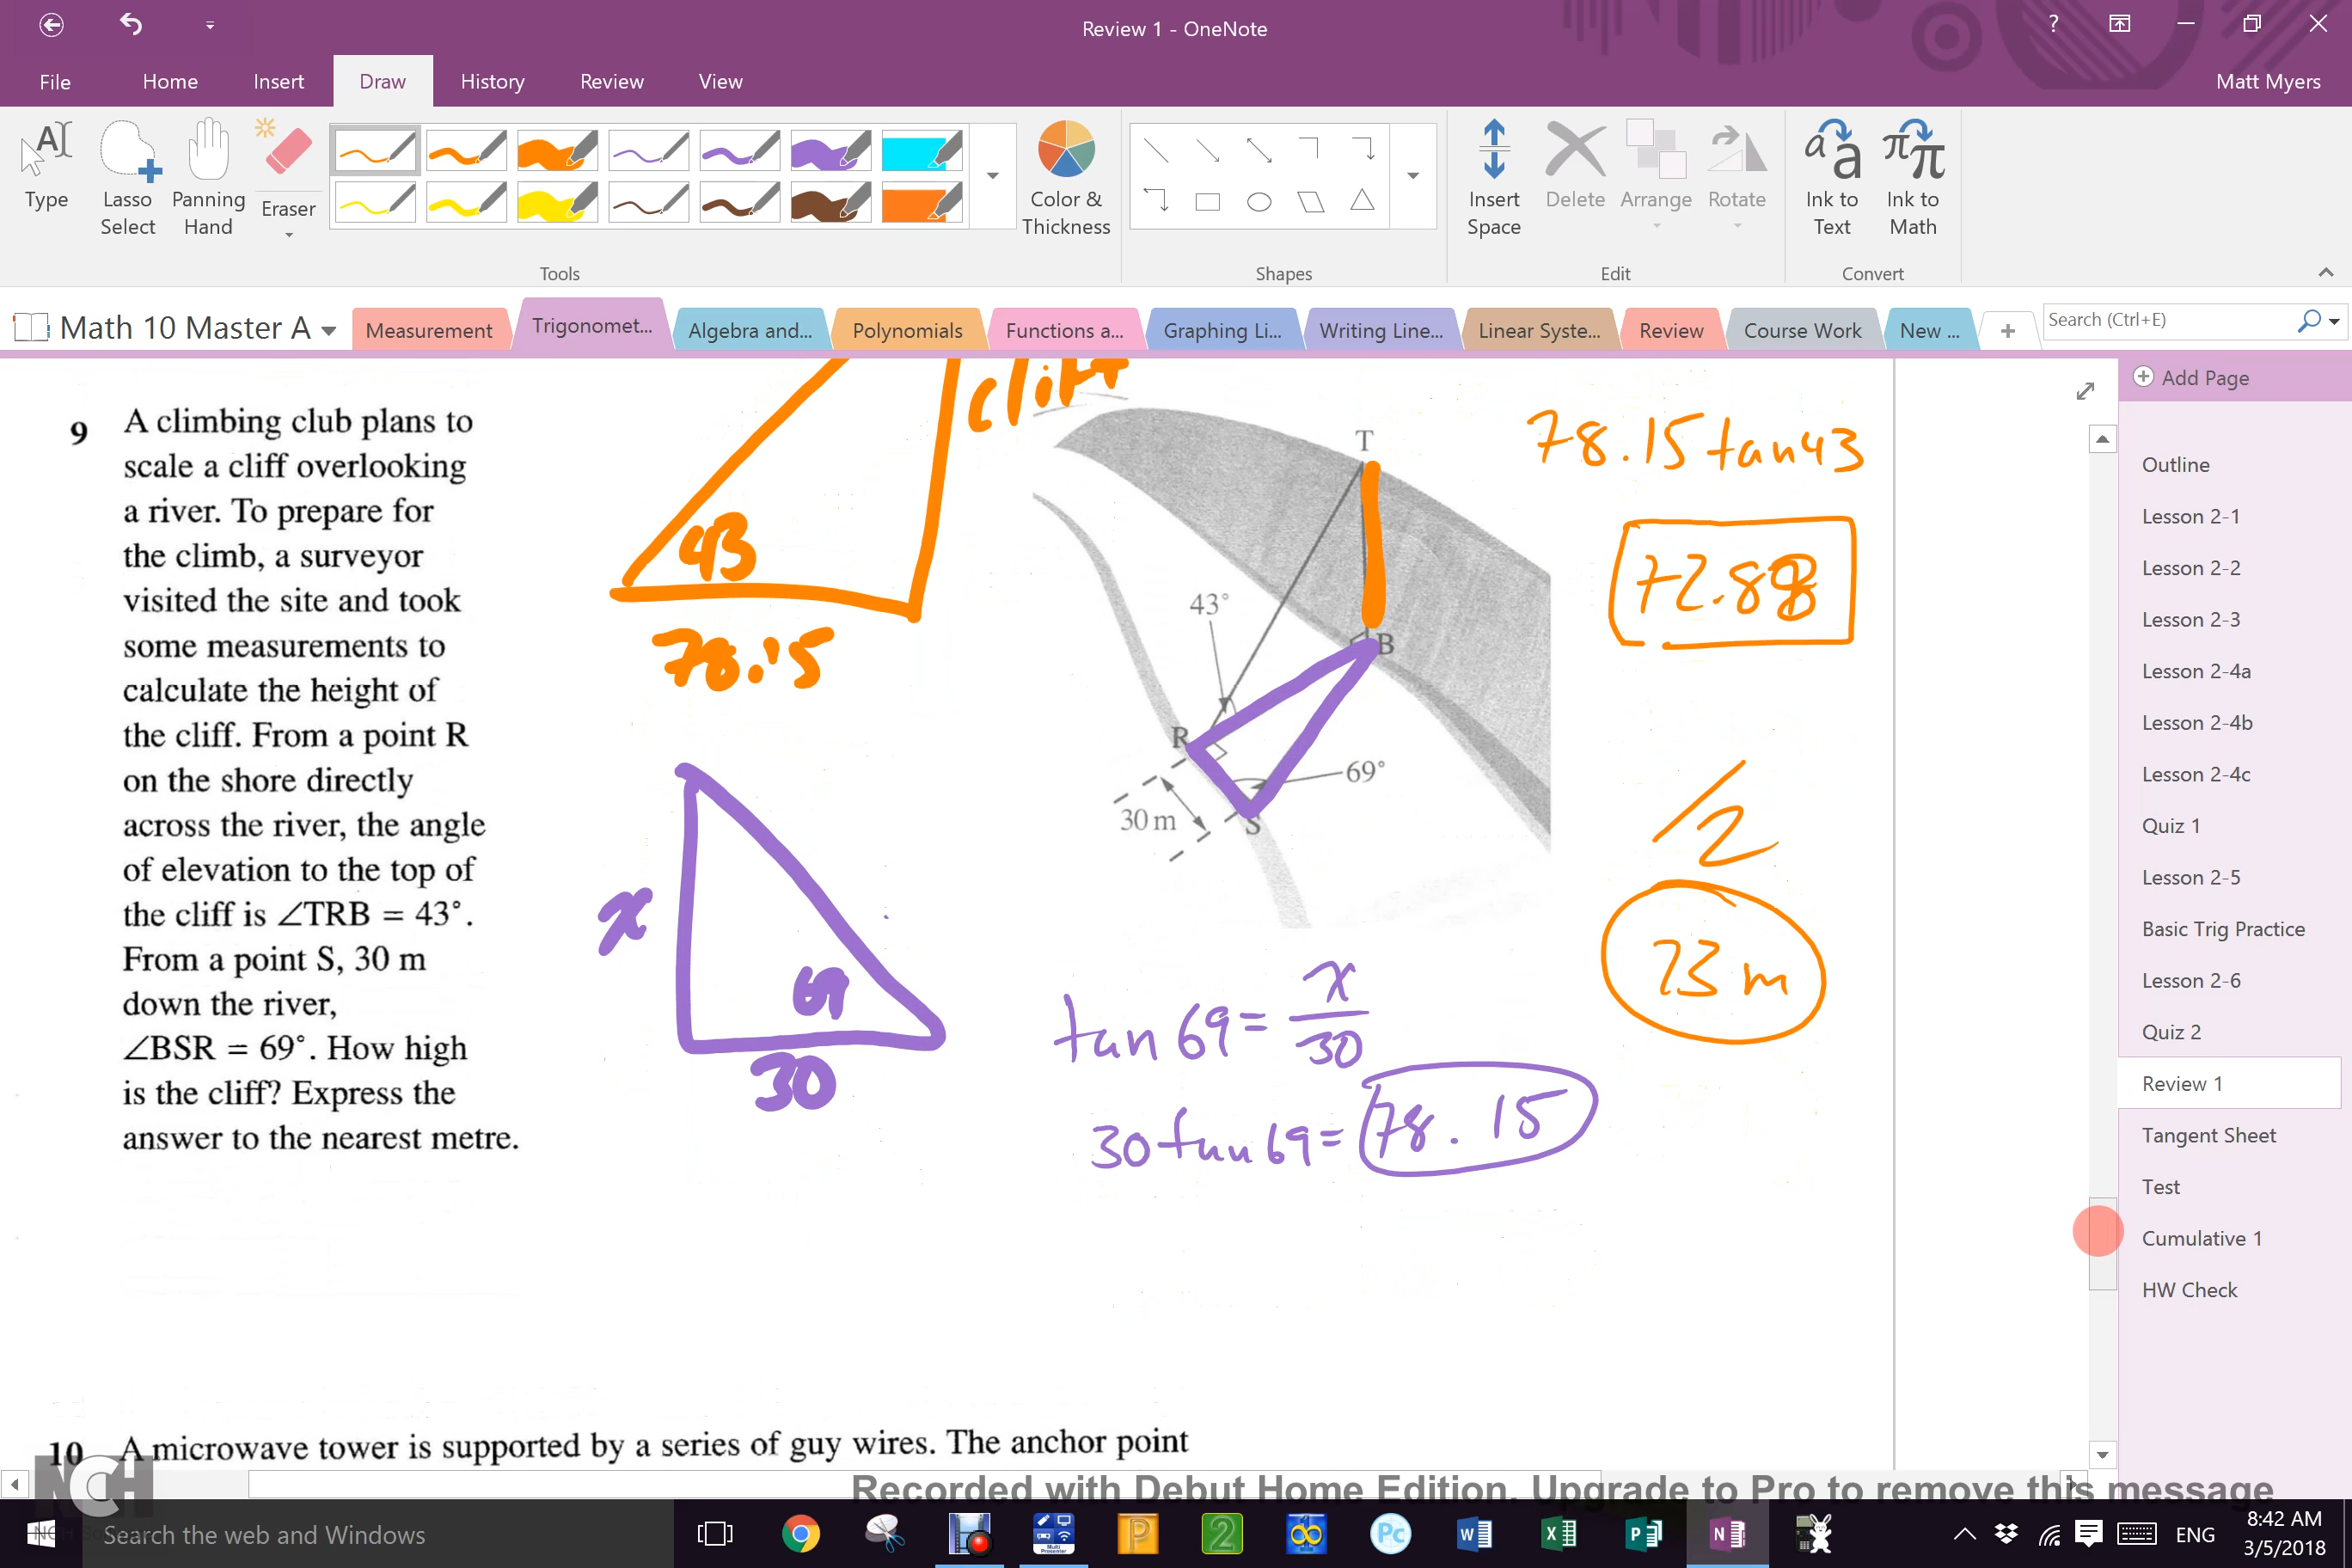 Review 1 - OneNote
?
File
Home
Insert
Draw
History
Review
View
Matt Myers
Type
Lasso Select
Panning Hand
Eraser
Color & Thickness
Insert Space
Delete
Arrange
Rotate
Ink to Text
Ink to Math
Tools
Shapes
Edit
Convert
Math 10 Master A
Measurement
Trigonomet...
Algebra and...
Polynomials
Functions a...
Graphing Li...
Writing Line...
Linear Syste...
Review
Course Work
New ...
Search (Ctrl+E)
Add Page
Outline
Lesson 2-1
Lesson 2-2
Lesson 2-3
Lesson 2-4a
Lesson 2-4b
Lesson 2-4c
Quiz 1
Lesson 2-5
Basic Trig Practice
Lesson 2-6
Quiz 2
Review 1
Tangent Sheet
Test
Cumulative 1
HW Check
9 A climbing club plans to
scale a cliff overlooking
a river. To prepare for
the climb, a surveyor
visited the site and took
some measurements to
calculate the height of
the cliff. From a point R
on the shore directly
across the river, the angle
of elevation to the top of
the cliff is ∠TRB = 43°.
From a point S, 30 m
down the river,
∠BSR = 69°. How high
is the cliff? Express the
answer to the nearest metre.
cliff
43
78.15
x
69
30
T
43°
B
R
69°
30 m
S
78.15 tan 43
72.88
/2
73 m
tan 69 = x/30
30 tan 69 = 78.15
10 A microwave tower is supported by a series of guy wires. The anchor point
NCH
Recorded with Debut Home Edition. Upgrade to Pro to remove this message
Search the web and Windows
ENG
8:42 AM
3/5/2018